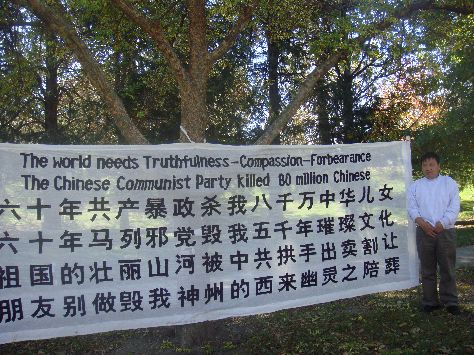 The world needs Truthfulness–Compassion–Forbearance
The Chinese Communist Party killed 80 million Chinese
六十年共产暴政杀我八千万中华儿女
六十年马列邪党毁我五千年璀璨文化
祖国的壮丽山河被中共拱手出卖割让
朋友别做毁我神州的西来幽灵之陪葬